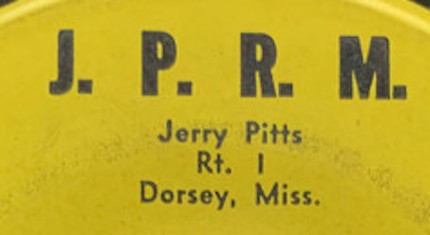 J. P. R. M.
Jerry Pitts
Rt. 1
Dorsey, Miss.